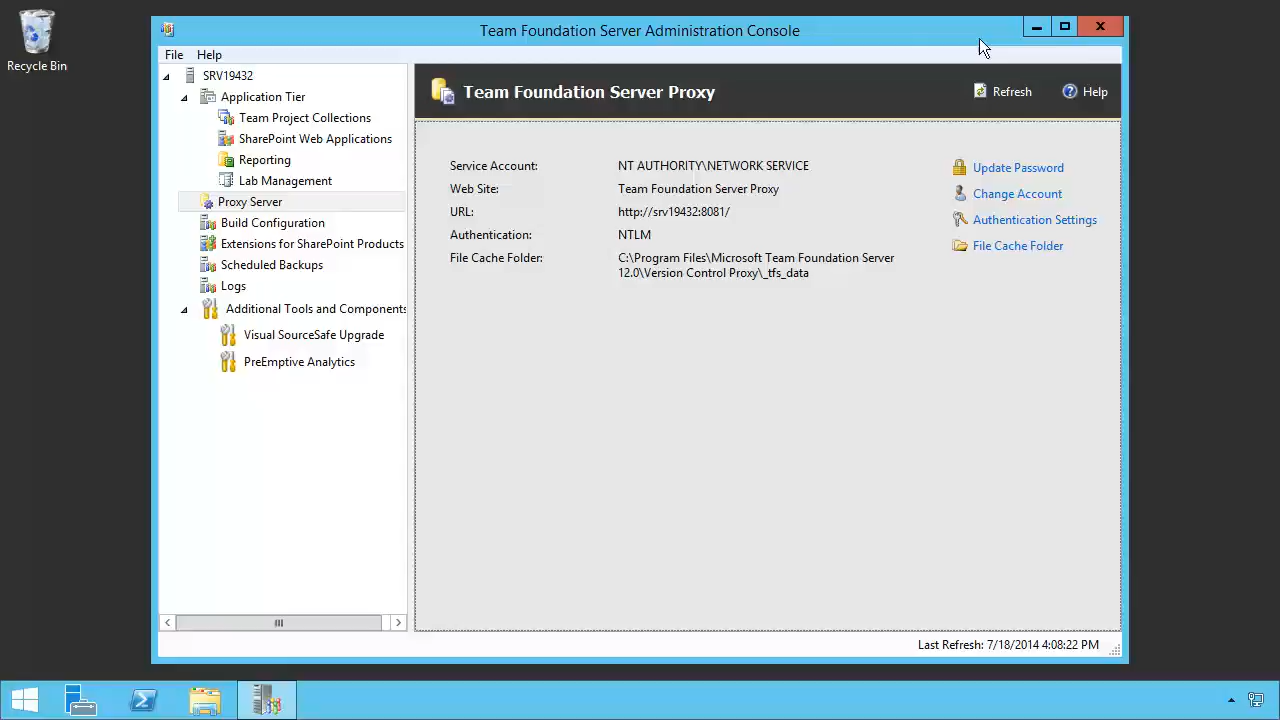 Recycle Bin
Team Foundation Server Administration Console
File Help
SRV19432
Application Tier
Team Project Collections
SharePoint Web Applications
Reporting
Lab Management
Proxy Server
Build Configuration
Extensions for SharePoint Products
Scheduled Backups
Logs
Additional Tools and Components
Visual SourceSafe Upgrade
PreEmptive Analytics
Team Foundation Server Proxy
Refresh
Help
Service Account: NT AUTHORITY\NETWORK SERVICE
Web Site: Team Foundation Server Proxy
URL: http://srv19432:8081/
Authentication: NTLM
File Cache Folder: C:\Program Files\Microsoft Team Foundation Server
12.0\Version Control Proxy\_tfs_data
Update Password
Change Account
Authentication Settings
File Cache Folder
Last Refresh: 7/18/2014 4:08:22 PM